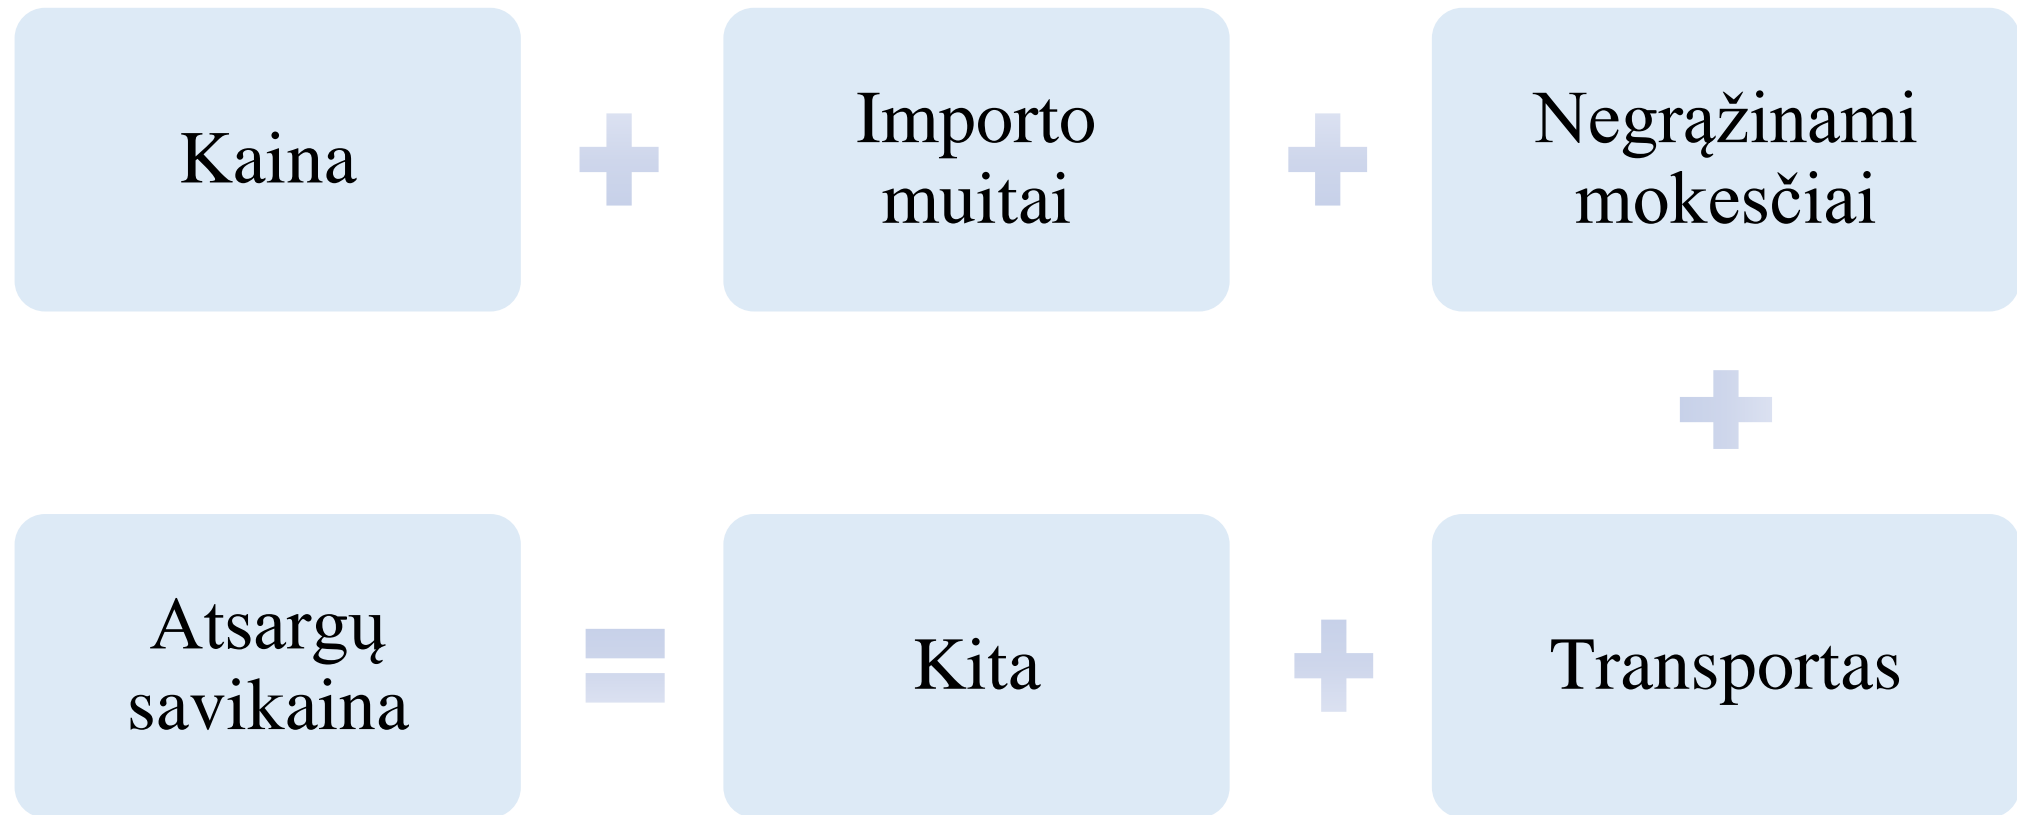 Kaina
Importo
muitai
Negrąžinami
mokesčiai
Atsargų
savikaina
Kita
Transportas